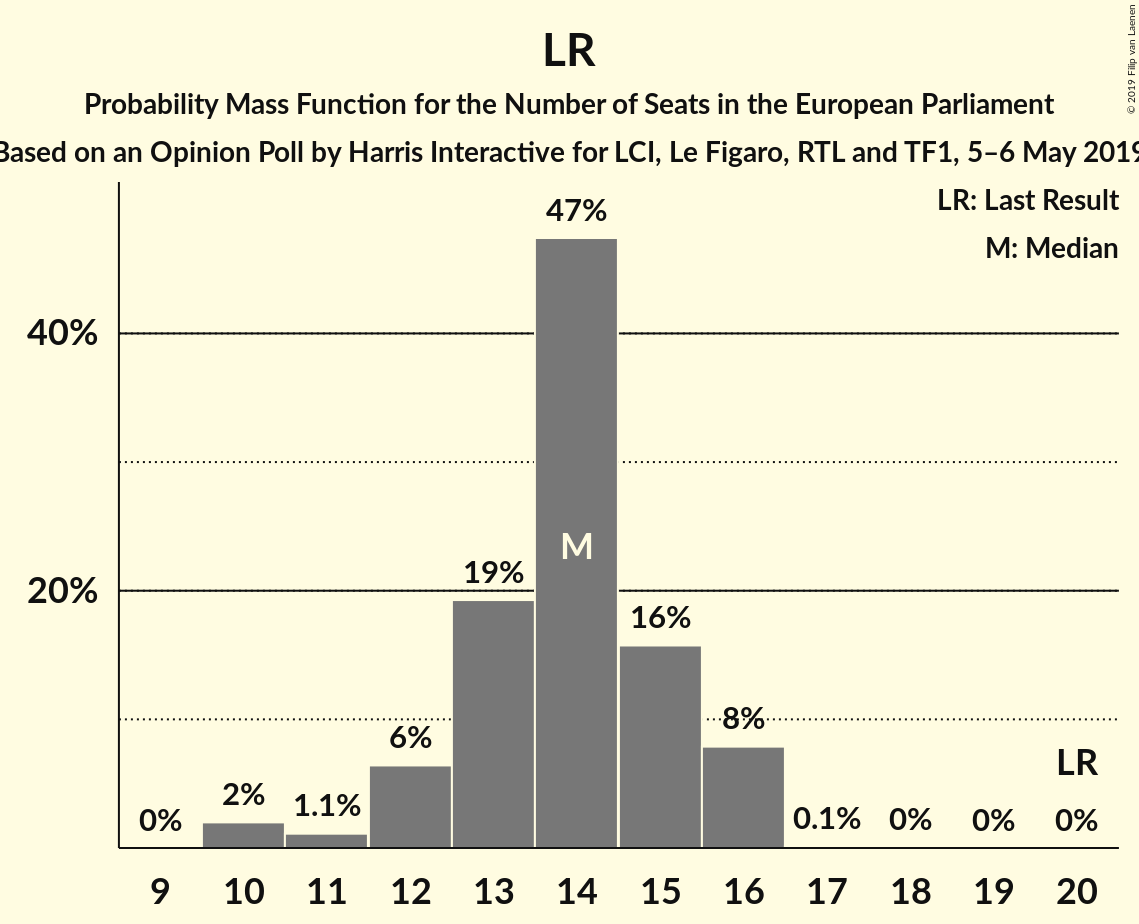 LR
Probability Mass Function for the Number of Seats in the European Parliament
Based on an Opinion Poll by Harris Interactive for LCI, Le Figaro, RTL and TF1, 5–6 May 2019
© 2019 Filip van Laenen
LR: Last Result
M: Median
47%
40%
M
19%
20%
16%
8%
6%
LR
2%
1.1%
0%
0.1%
0%
0%
0%
9 10 11 12 13 14 15 16 17 18 19 20